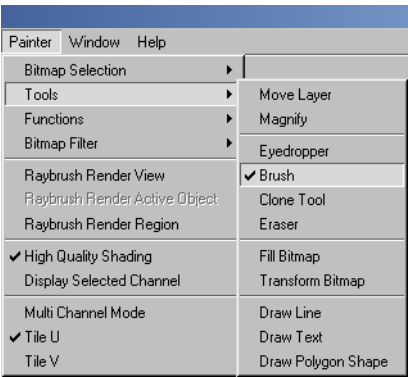 Painter Window Help
Bitmap Selection
Tools
Functions
Bitmap Filter
Raybrush Render View
Raybrush Render Active Object
Raybrush Render Region
High Quality Shading
Display Selected Channel
Multi Channel Mode
Tile U
Tile V
Move Layer
Magnify
Eyedropper
Brush
Clone Tool
Eraser
Fill Bitmap
Transform Bitmap
Draw Line
Draw Text
Draw Polygon Shape